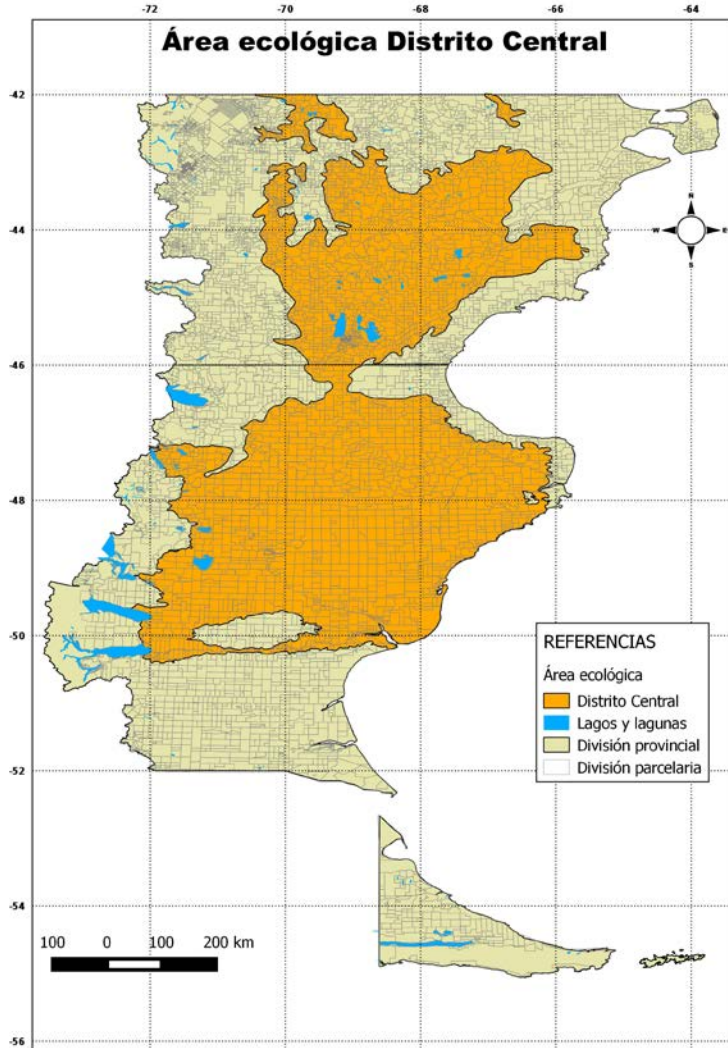 -72 -70 -68 -66 -64
Área ecológica Distrito Central
-42
N
-44
W E
S
-46
-48
-50
REFERENCIAS
Área ecológica
Distrito Central
Lagos y lagunas
División provincial
División parcelaria
-52
-54
100 0 100 200 km
-56